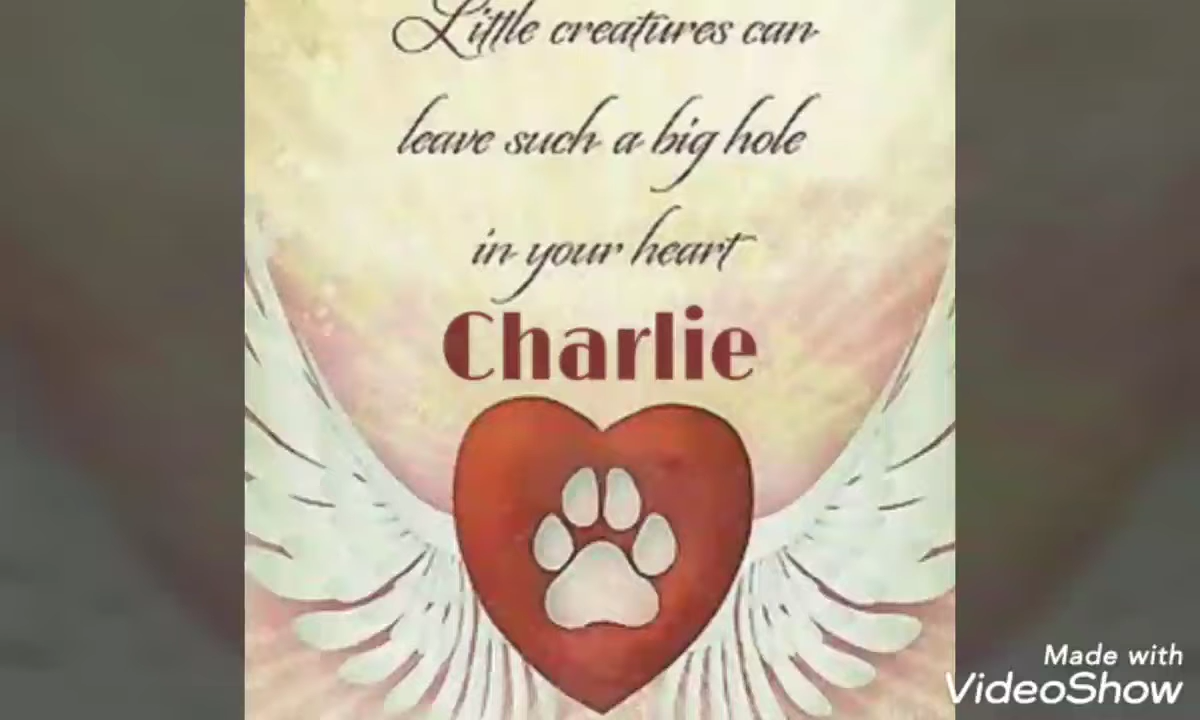 Little creatures can
leave such a big hole
in your heart
Charlie
Made with
VideoShow